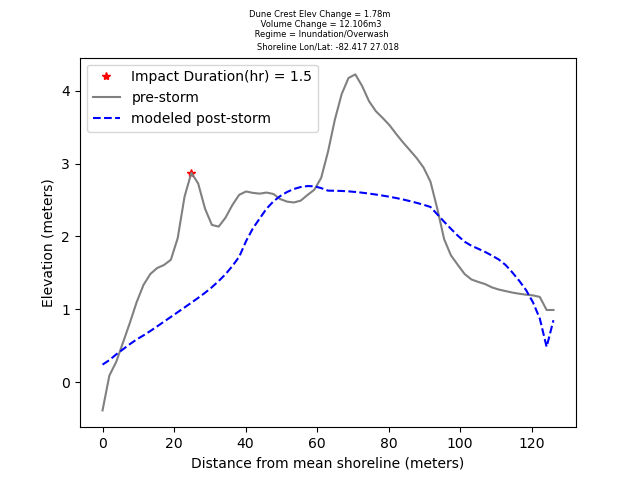 Dune Crest Elev Change = 1.78m
Volume Change = 12.106m3
Regime = Inundation/Overwash
Shoreline Lon/Lat: -82.417 27.018
Impact Duration(hr) = 1.5
pre-storm
modeled post-storm
4
3
2
1
0
Elevation (meters)
0 20 40 60 80 100 120
Distance from mean shoreline (meters)